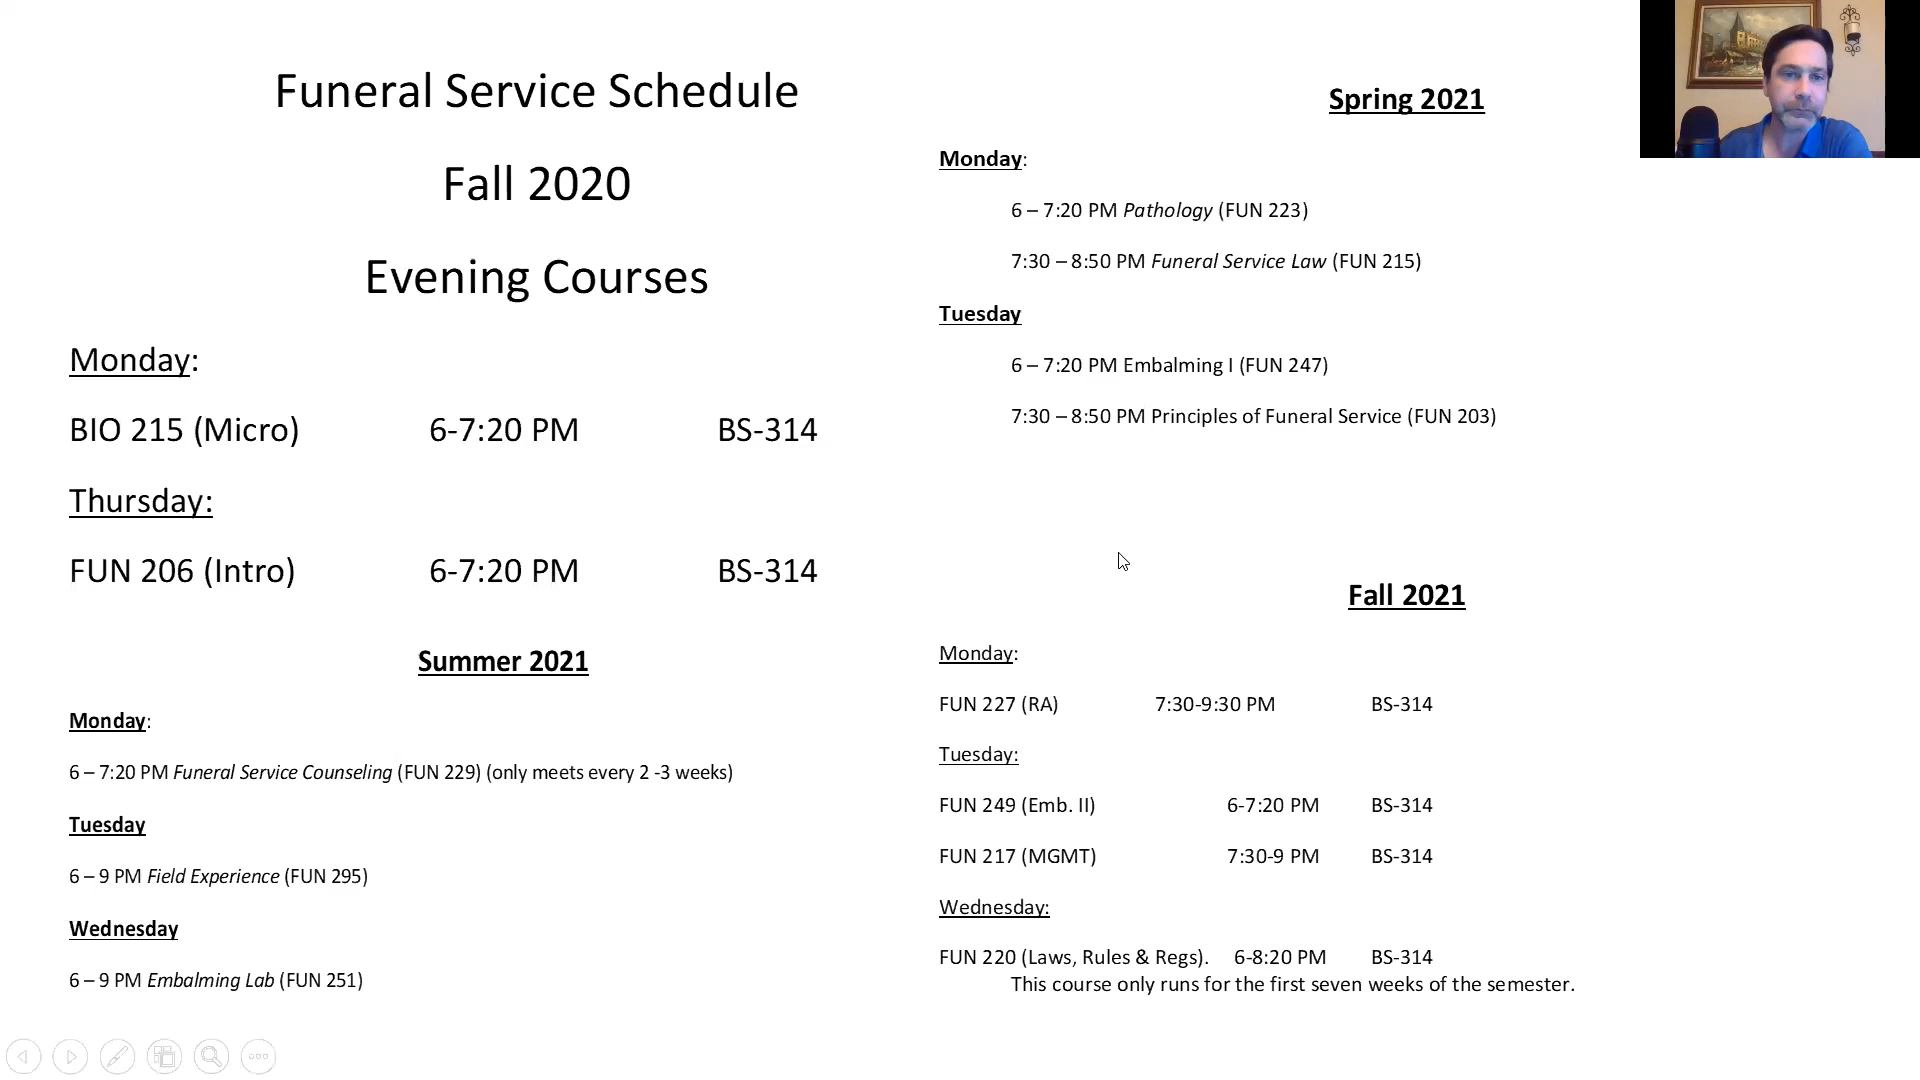 Funeral Service Schedule
Fall 2020
Evening Courses
Monday:
BIO 215 (Micro) 6-7:20 PM BS-314
Thursday:
FUN 206 (Intro) 6-7:20 PM BS-314
Summer 2021
Monday:
6 – 7:20 PM Funeral Service Counseling (FUN 229) (only meets every 2 -3 weeks)
Tuesday
6 – 9 PM Field Experience (FUN 295)
Wednesday
6 – 9 PM Embalming Lab (FUN 251)
Spring 2021
Monday:
6 – 7:20 PM Pathology (FUN 223)
7:30 – 8:50 PM Funeral Service Law (FUN 215)
Tuesday
6 – 7:20 PM Embalming I (FUN 247)
7:30 – 8:50 PM Principles of Funeral Service (FUN 203)
Fall 2021
Monday:
FUN 227 (RA) 7:30-9:30 PM BS-314
Tuesday:
FUN 249 (Emb. II) 6-7:20 PM BS-314
FUN 217 (MGMT) 7:30-9 PM BS-314
Wednesday:
FUN 220 (Laws, Rules & Regs). 6-8:20 PM BS-314
This course only runs for the first seven weeks of the semester.